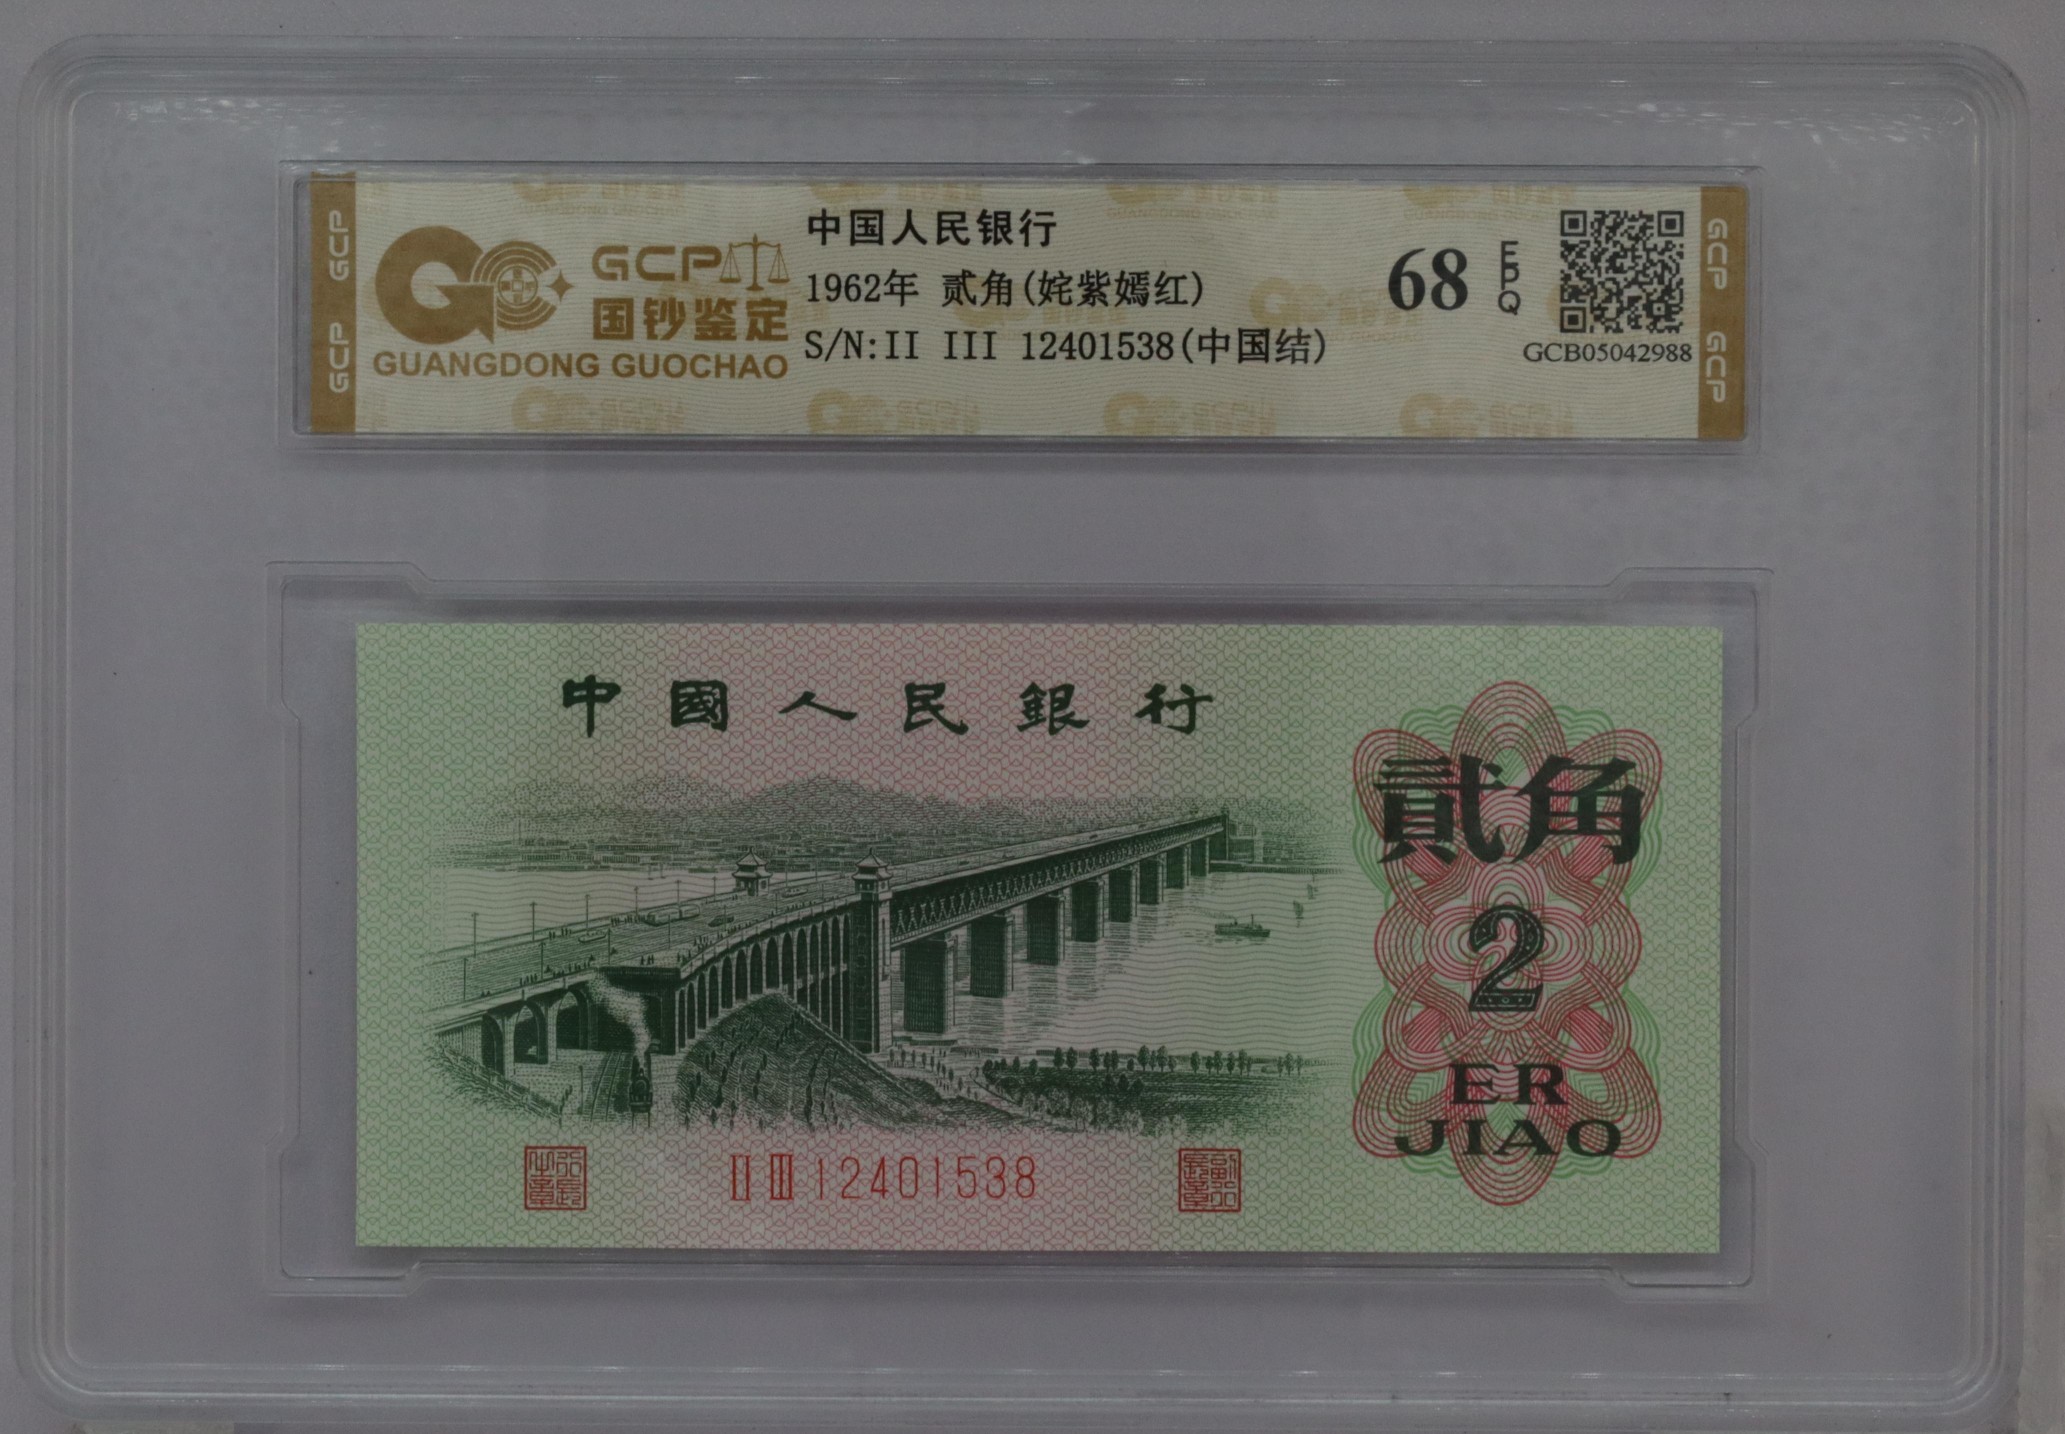 GCP
GCP
GCP
国钞鉴定
GUANGDONG GUOCHAO
中国人民银行
1962年 贰角(姹紫嫣红)
S/N:II III 12401538(中国结)
68 EPQ
GCB05042988
GCP
GCP
中國人民銀行
貳角
2
ER
JIAO
II III 12401538